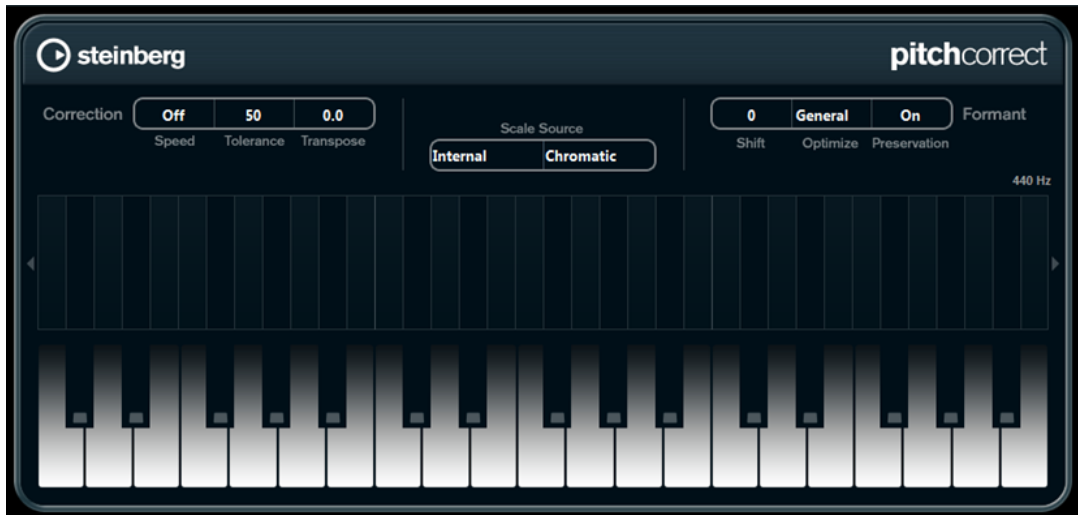 steinberg
pitchcorrect
Correction
Off 50 0.0
Speed Tolerance Transpose
Scale Source
Internal Chromatic
0 General On
Formant
Shift Optimize Preservation
440 Hz